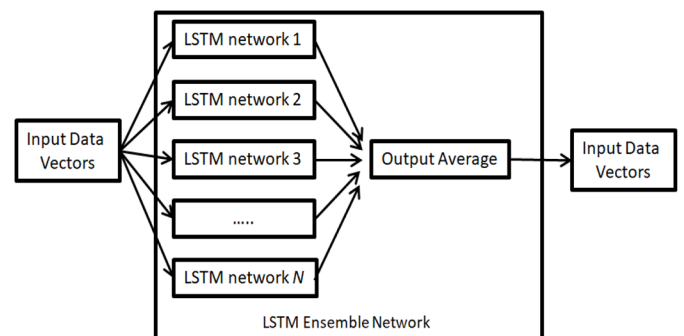 LSTM network 1
LSTM network 2
Input Data
Vectors
LSTM network 3
Output Average
Input Data
Vectors
.....
LSTM network N
LSTM Ensemble Network